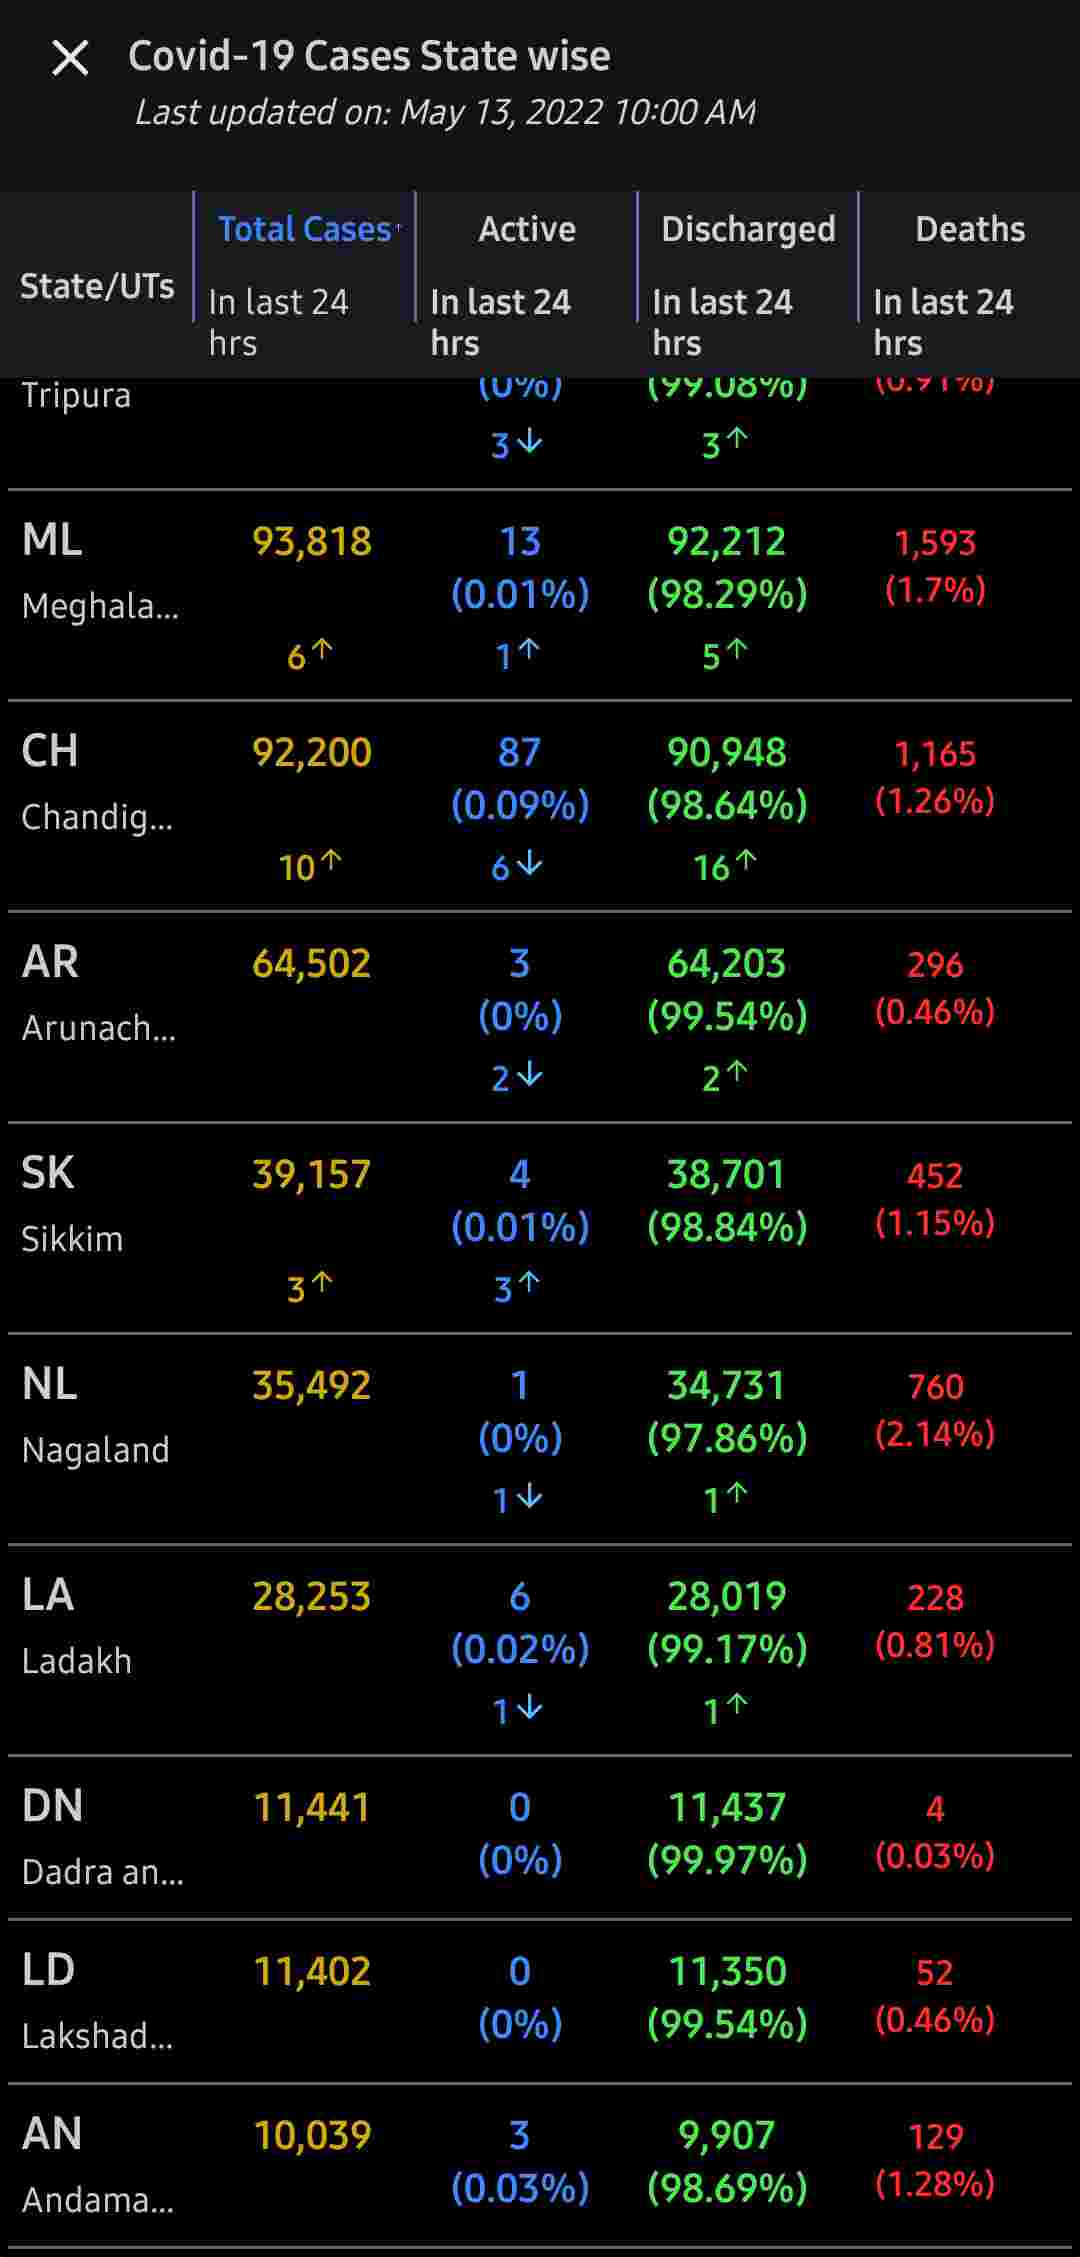 Covid-19 Cases State wise
Last updated on: May 13, 2022 10:00 AM
State/UTs
Total Cases↑
In last 24
hrs
Active
In last 24
hrs
Discharged
In last 24
hrs
Deaths
In last 24
hrs
Tripura (0%) (99.08%) (0.91%)
3↓ 3↑
ML 93,818 13 92,212 1,593
Meghala... (0.01%) (98.29%) (1.7%)
6↑ 1↑ 5↑
CH 92,200 87 90,948 1,165
Chandig... (0.09%) (98.64%) (1.26%)
10↑ 6↓ 16↑
AR 64,502 3 64,203 296
Arunach... (0%) (99.54%) (0.46%)
2↓ 2↑
SK 39,157 4 38,701 452
Sikkim (0.01%) (98.84%) (1.15%)
3↑ 3↑
NL 35,492 1 34,731 760
Nagaland (0%) (97.86%) (2.14%)
1↓ 1↑
LA 28,253 6 28,019 228
Ladakh (0.02%) (99.17%) (0.81%)
1↓ 1↑
DN 11,441 0 11,437 4
Dadra an... (0%) (99.97%) (0.03%)
LD 11,402 0 11,350 52
Lakshad... (0%) (99.54%) (0.46%)
AN 10,039 3 9,907 129
Andama... (0.03%) (98.69%) (1.28%)